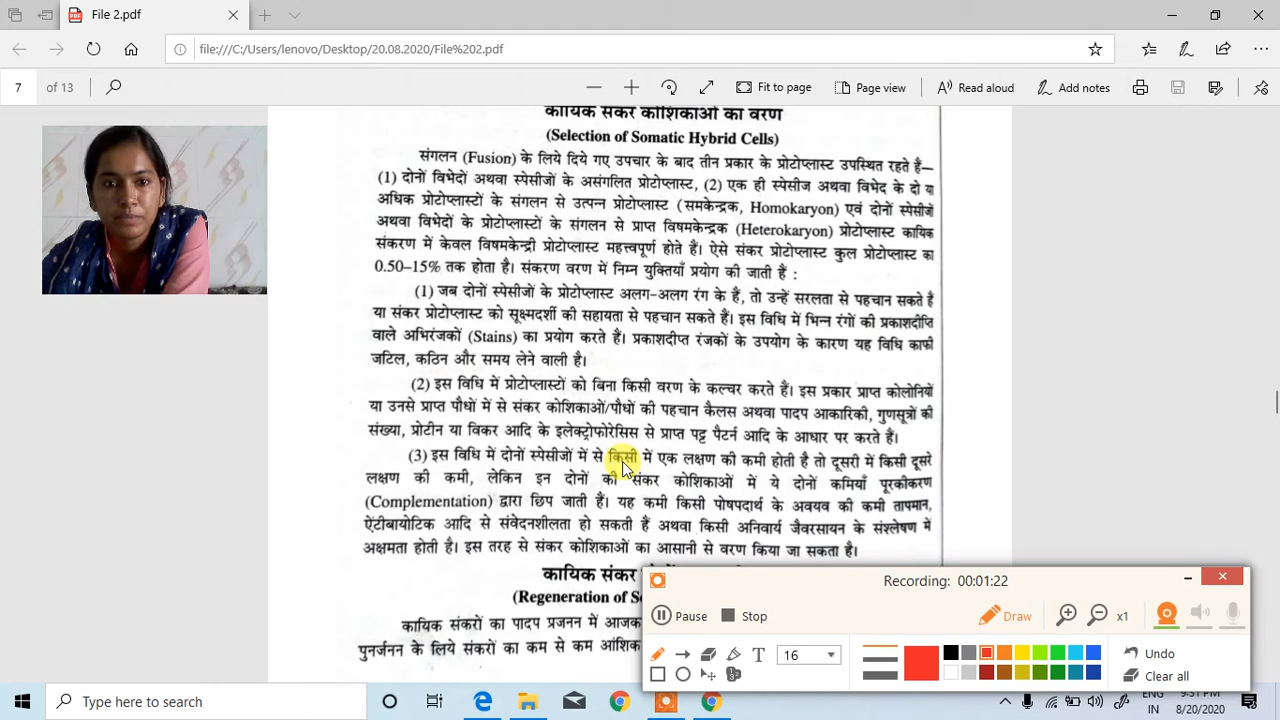 File 2.pdf
file:///C:/Users/lenovo/Desktop/20.08.2020/File%202.pdf
7 of 13
Fit to page
Page view
Read aloud
Add notes
कायिक संकर कोशिकाओं का वरण
(Selection of Somatic Hybrid Cells)
संगलन (Fusion) के लिये दिये गए उपचार के बाद तीन प्रकार के प्रोटोप्लास्ट उपस्थित रहते हैं—
(1) दोनों विभेदों अथवा स्पेसीजों के असंगलित प्रोटोप्लास्ट, (2) एक ही स्पेसीज अथवा विभेद के दो या
अधिक प्रोटोप्लास्टों के संगलन से उत्पन्न प्रोटोप्लास्ट (समकेन्द्रक, Homokaryon) एवं दोनों स्पेसीजों
अथवा विभेदों के प्रोटोप्लास्टों के संगलन से प्राप्त विषमकेन्द्रक (Heterokaryon) प्रोटोप्लास्ट कायिक
संकरण में केवल विषमकेन्द्री प्रोटोप्लास्ट महत्त्वपूर्ण होते हैं। ऐसे संकर प्रोटोप्लास्ट कुल प्रोटोप्लास्ट का
0.50–15% तक होता है। संकरण वरण में निम्न युक्तियाँ प्रयोग की जाती हैं :
(1) जब दोनों स्पेसीजों के प्रोटोप्लास्ट अलग-अलग रंग के हैं, तो उन्हें सरलता से पहचान सकते हैं
या संकर प्रोटोप्लास्ट को सूक्ष्मदर्शी की सहायता से पहचान सकते हैं। इस विधि में भिन्न रंगों की प्रकाशदीप्ति
वाले अभिरंजकों (Stains) का प्रयोग करते हैं। प्रकाशदीप्त रंजकों के उपयोग के कारण यह विधि काफी
जटिल, कठिन और समय लेने वाली है।
(2) इस विधि में प्रोटोप्लास्टों को बिना किसी वरण के कल्चर करते हैं। इस प्रकार प्राप्त कोलोनियों
या उनसे प्राप्त पौधों में से संकर कोशिकाओं/पौधों की पहचान कैलस अथवा पादप आकारिकी, गुणसूत्रों की
संख्या, प्रोटीन या विकर आदि के इलेक्ट्रोफोरेसिस से प्राप्त पट्ट पैटर्न आदि के आधार पर करते हैं।
(3) इस विधि में दोनों स्पेसीजों में से किसी में एक लक्षण की कमी होती है तो दूसरी में किसी दूसरे
लक्षण की कमी, लेकिन इन दोनों की संकर कोशिकाओं में ये दोनों कमियाँ पूरकीकरण
(Complementation) द्वारा छिप जाती हैं। यह कमी किसी पोषपदार्थ के अवयव की कमी तापमान,
ऐंटीबायोटिक आदि से संवेदनशीलता हो सकती हैं अथवा किसी अनिवार्य जैवरसायन के संश्लेषण में
अक्षमता होती है। इस तरह से संकर कोशिकाओं का आसानी से वरण किया जा सकता है।
कायिक संकर
(Regeneration of
कायिक संकरों का पादप प्रजनन में
पुनर्जनन के लिये संकरों का कम से कम आंशिक
Recording: 00:01:22
Pause
Stop
Draw
x1
T
16
Undo
Clear all
Type here to search
ENG
IN
9:51 PM
8/20/2020